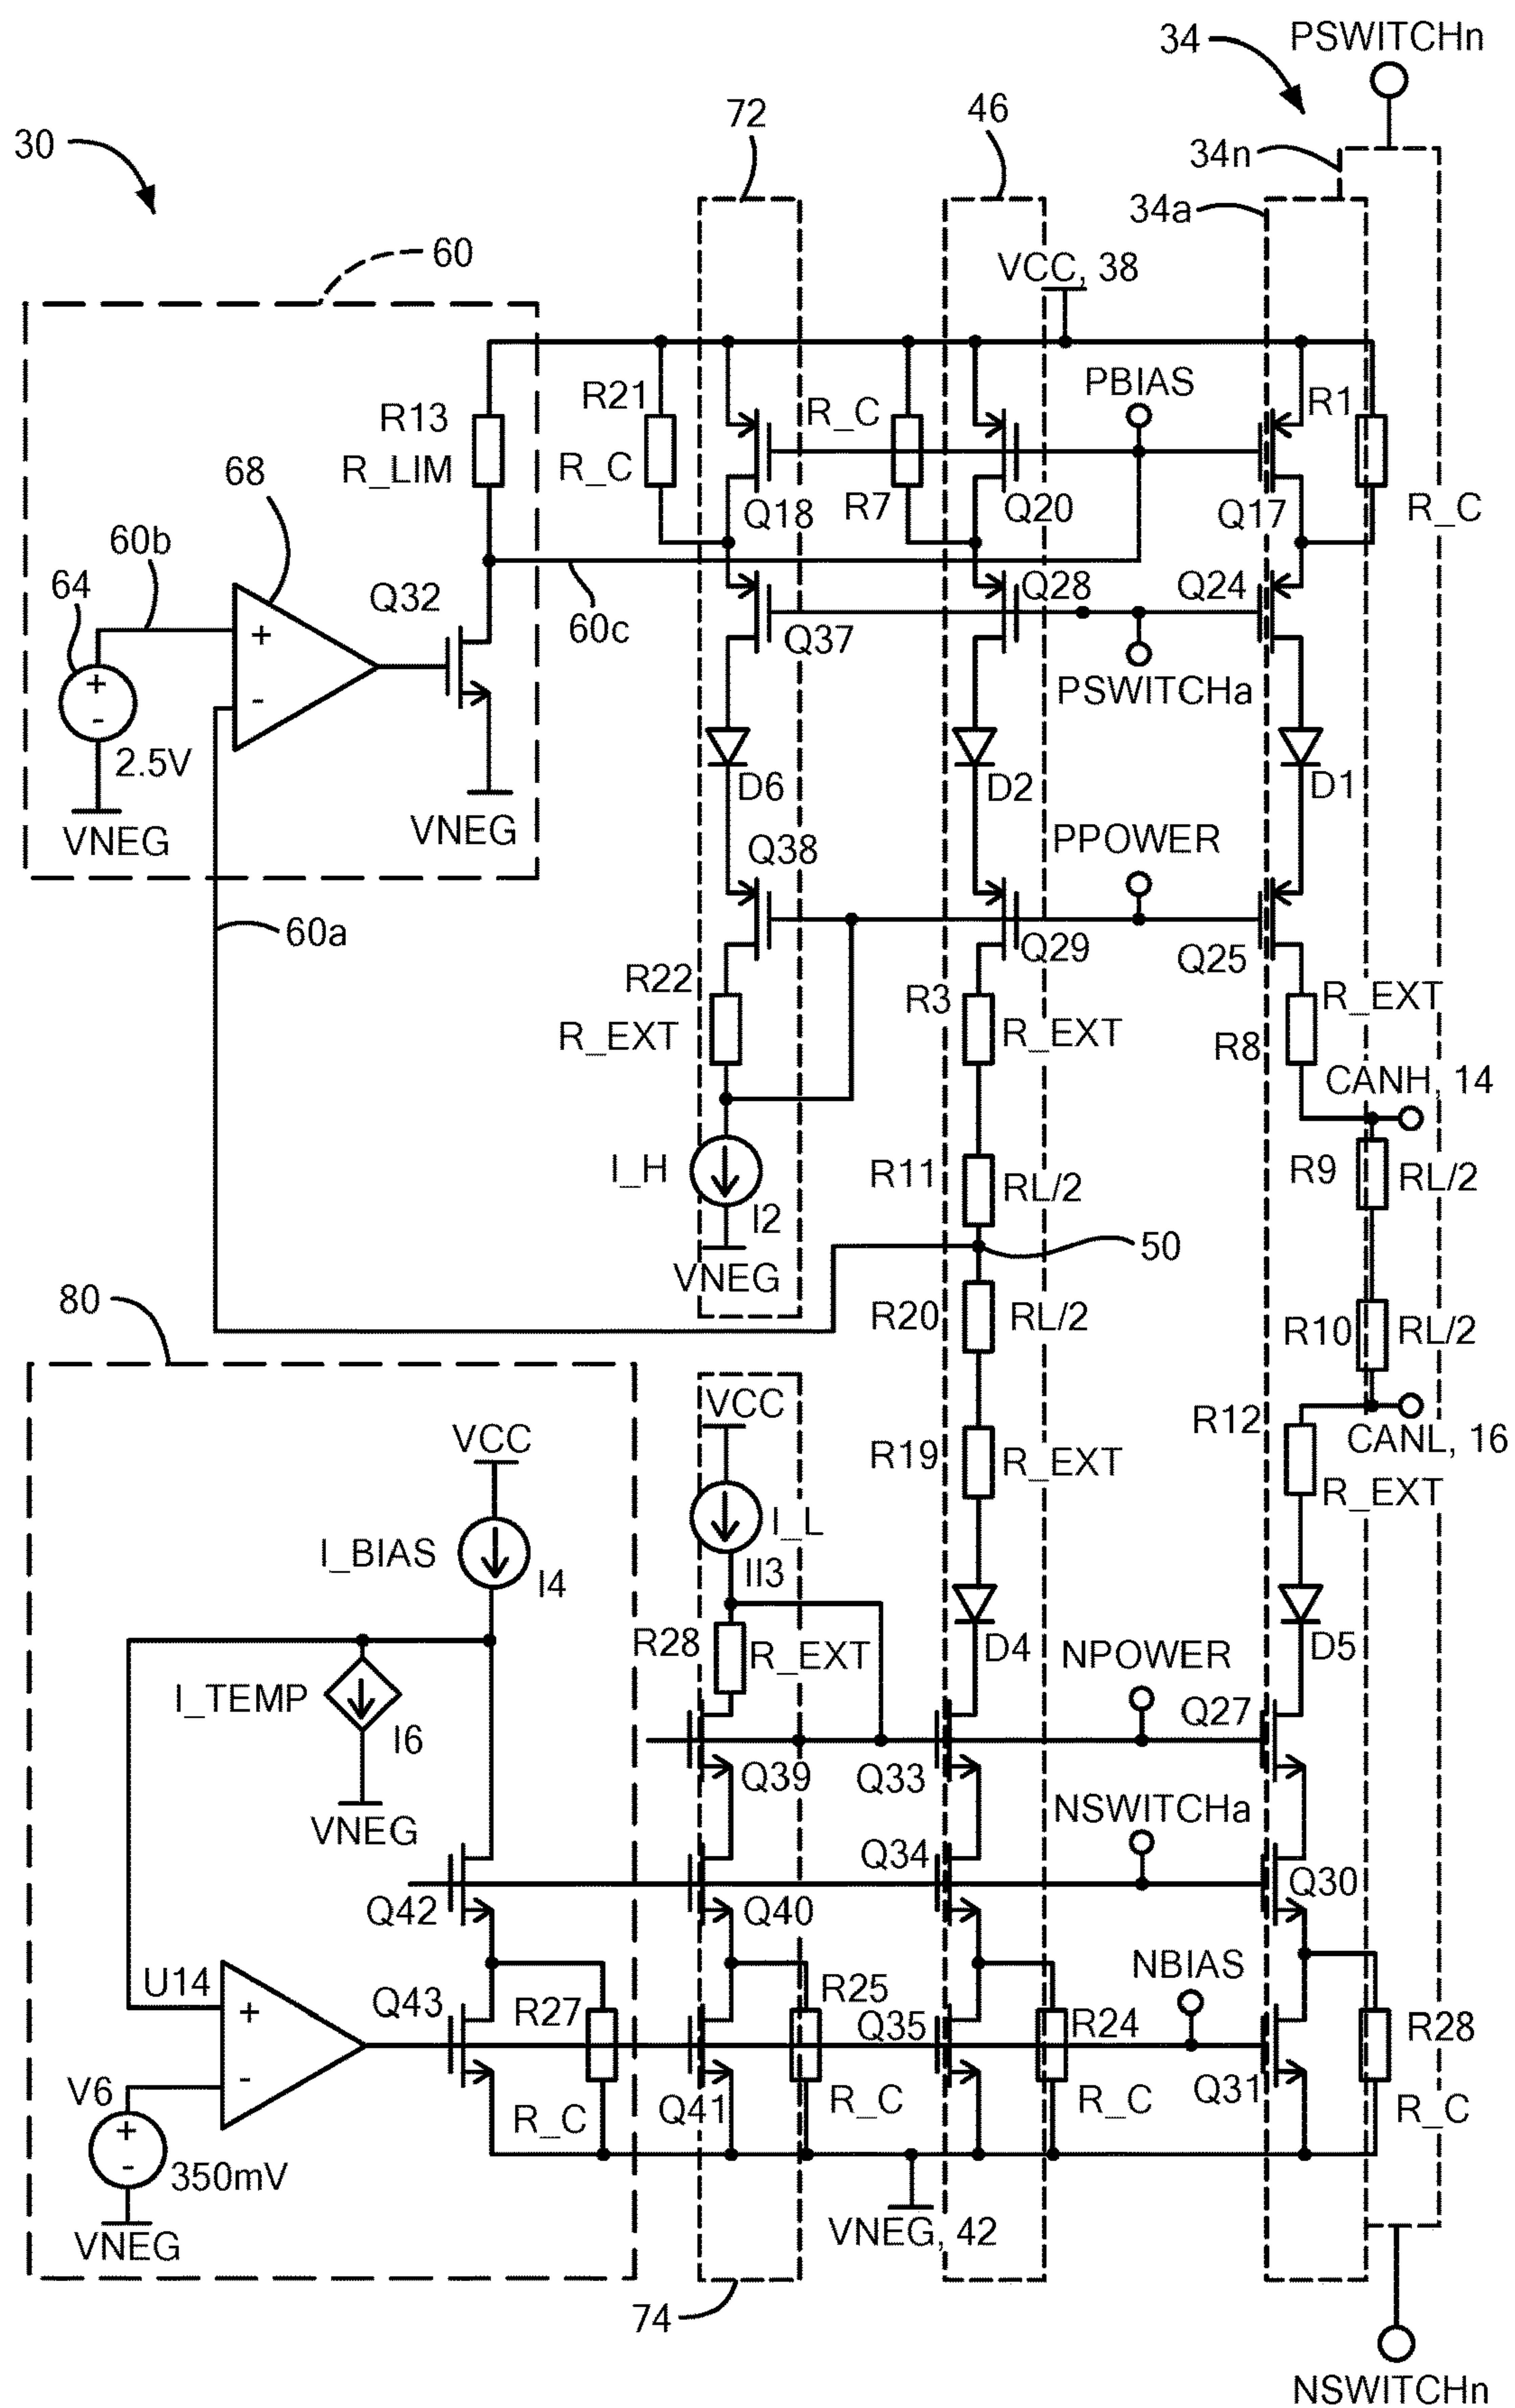 34
PSWITCHn
30
72
46
34n
34a
60
VCC, 38
R13
R_LIM
R21
R_C
R_C
PBIAS
R1
68
Q18
R7
Q20
Q17
R_C
60b
64
Q32
60c
Q37
Q28
Q24
PSWITCHa
+
-
+
-
2.5V
VNEG
VNEG
D6
D2
D1
Q38
PPOWER
60a
Q29
Q25
R22
R_EXT
R3
R_EXT
R_EXT
R8
CANH, 14
I_H
I2
VNEG
R11
RL/2
R9
RL/2
50
80
R20
RL/2
R10
RL/2
VCC
VCC
R19
R_EXT
R12
CANL, 16
R_EXT
I_BIAS
I4
I_L
II3
R28
R_EXT
D4
D5
I_TEMP
I6
VNEG
NPOWER
Q27
Q39
Q33
NSWITCHa
Q42
Q40
Q34
Q30
U14
+
-
Q43
R27
R25
Q35
R24
NBIAS
R28
V6
+
-
350mV
VNEG
R_C
Q41
R_C
R_C
Q31
R_C
VNEG, 42
74
NSWITCHn